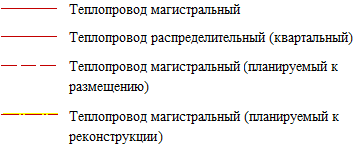 Теплопровод магистральный
Теплопровод распределительный (квартальный)
Теплопровод магистральный (планируемый к
размещению)
Теплопровод магистральный (планируемый к
реконструкции)